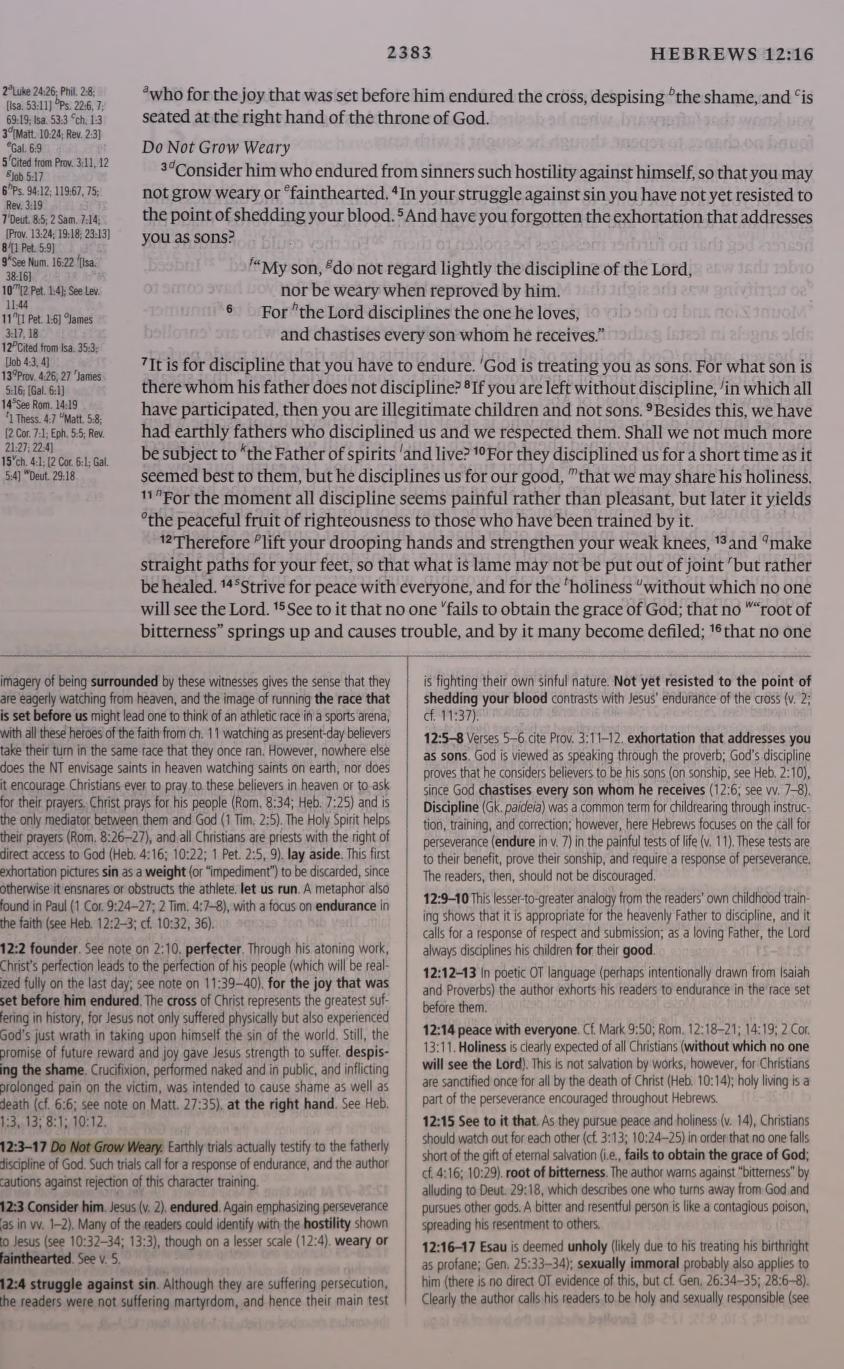 2383 HEBREWS 12:16
2 ᵃLuke 24:26; Phil. 2:8;
[Isa. 53:11] ᵇPs. 22:6, 7;
69:19; Isa. 53:3 ᶜch. 1:3
3 ᵈ[Matt. 10:24; Rev. 2:3]
ᵉGal. 6:9
5 ᶠCited from Prov. 3:11, 12
ᵍJob 5:17
6 ʰPs. 94:12; 119:67, 75;
Rev. 3:19
7 ⁱDeut. 8:5; 2 Sam. 7:14;
[Prov. 13:24; 19:18; 23:13]
8 ʲ[1 Pet. 5:9]
9 ᵏSee Num. 16:22 ˡ[Isa.
38:16]
10 ᵐ[2 Pet. 1:4]; See Lev.
11:44
11 ⁿ[1 Pet. 1:6] ᵒJames
3:17, 18
12 ᵖCited from Isa. 35:3;
[Job 4:3, 4]
13 qProv. 4:26, 27 ʳJames
5:16; [Gal. 6:1]
14 ˢSee Rom. 14:19
ᵗ1 Thess. 4:7 ᵘMatt. 5:8;
[2 Cor. 7:1; Eph. 5:5; Rev.
21:27; 22:4]
15 ᵛch. 4:1; [2 Cor. 6:1; Gal.
5:4] ʷDeut. 29:18
ᵃwho for the joy that was set before him endured the cross, despising ᵇthe shame, and ᶜis
seated at the right hand of the throne of God.
Do Not Grow Weary
3 ᵈConsider him who endured from sinners such hostility against himself, so that you may
not grow weary or ᵉfainthearted. 4 In your struggle against sin you have not yet resisted to
the point of shedding your blood. 5 And have you forgotten the exhortation that addresses
you as sons?
ᶠ“My son, ᵍdo not regard lightly the discipline of the Lord,
nor be weary when reproved by him.
6 For ʰthe Lord disciplines the one he loves,
and chastises every son whom he receives.”
7 It is for discipline that you have to endure. ⁱGod is treating you as sons. For what son is
there whom his father does not discipline? 8 If you are left without discipline, ʲin which all
have participated, then you are illegitimate children and not sons. 9 Besides this, we have
had earthly fathers who disciplined us and we respected them. Shall we not much more
be subject to ᵏthe Father of spirits ˡand live? 10 For they disciplined us for a short time as it
seemed best to them, but he disciplines us for our good, ᵐthat we may share his holiness.
11 ⁿFor the moment all discipline seems painful rather than pleasant, but later it yields
ᵒthe peaceful fruit of righteousness to those who have been trained by it.
12 Therefore ᵖlift your drooping hands and strengthen your weak knees, 13 and qmake
straight paths for your feet, so that what is lame may not be put out of joint ʳbut rather
be healed. 14 ˢStrive for peace with everyone, and for the ᵗholiness ᵘwithout which no one
will see the Lord. 15 See to it that no one ᵛfails to obtain the grace of God; that no ʷ“root of
bitterness” springs up and causes trouble, and by it many become defiled; 16 that no one
imagery of being surrounded by these witnesses gives the sense that they
are eagerly watching from heaven, and the image of running the race that
is set before us might lead one to think of an athletic race in a sports arena,
with all these heroes of the faith from ch. 11 watching as present-day believers
take their turn in the same race that they once ran. However, nowhere else
does the NT envisage saints in heaven watching saints on earth, nor does
it encourage Christians ever to pray to these believers in heaven or to ask
for their prayers. Christ prays for his people (Rom. 8:34; Heb. 7:25) and is
the only mediator between them and God (1 Tim. 2:5). The Holy Spirit helps
their prayers (Rom. 8:26–27), and all Christians are priests with the right of
direct access to God (Heb. 4:16; 10:22; 1 Pet. 2:5, 9). lay aside. This first
exhortation pictures sin as a weight (or “impediment”) to be discarded, since
otherwise it ensnares or obstructs the athlete. let us run. A metaphor also
found in Paul (1 Cor. 9:24–27; 2 Tim. 4:7–8), with a focus on endurance in
the faith (see Heb. 12:2–3; cf. 10:32, 36).
12:2 founder. See note on 2:10. perfecter. Through his atoning work,
Christ’s perfection leads to the perfection of his people (which will be real-
ized fully on the last day; see note on 11:39–40). for the joy that was
set before him endured. The cross of Christ represents the greatest suf-
fering in history, for Jesus not only suffered physically but also experienced
God’s just wrath in taking upon himself the sin of the world. Still, the
promise of future reward and joy gave Jesus strength to suffer. despis-
ing the shame. Crucifixion, performed naked and in public, and inflicting
prolonged pain on the victim, was intended to cause shame as well as
death (cf. 6:6; see note on Matt. 27:35). at the right hand. See Heb.
1:3, 13; 8:1; 10:12.
12:3–17 Do Not Grow Weary. Earthly trials actually testify to the fatherly
discipline of God. Such trials call for a response of endurance, and the author
cautions against rejection of this character training.
12:3 Consider him. Jesus (v. 2). endured. Again emphasizing perseverance
(as in vv. 1–2). Many of the readers could identify with the hostility shown
to Jesus (see 10:32–34; 13:3), though on a lesser scale (12:4). weary or
fainthearted. See v. 5.
12:4 struggle against sin. Although they are suffering persecution,
the readers were not suffering martyrdom, and hence their main test
is fighting their own sinful nature. Not yet resisted to the point of
shedding your blood contrasts with Jesus’ endurance of the cross (v. 2;
cf. 11:37).
12:5–8 Verses 5–6 cite Prov. 3:11–12. exhortation that addresses you
as sons. God is viewed as speaking through the proverb; God’s discipline
proves that he considers believers to be his sons (on sonship, see Heb. 2:10),
since God chastises every son whom he receives (12:6; see vv. 7–8).
Discipline (Gk. paideia) was a common term for childrearing through instruc-
tion, training, and correction; however, here Hebrews focuses on the call for
perseverance (endure in v. 7) in the painful tests of life (v. 11). These tests are
to their benefit, prove their sonship, and require a response of perseverance.
The readers, then, should not be discouraged.
12:9–10 This lesser-to-greater analogy from the readers’ own childhood train-
ing shows that it is appropriate for the heavenly Father to discipline, and it
calls for a response of respect and submission; as a loving Father, the Lord
always disciplines his children for their good.
12:12–13 In poetic OT language (perhaps intentionally drawn from Isaiah
and Proverbs) the author exhorts his readers to endurance in the race set
before them.
12:14 peace with everyone. Cf. Mark 9:50; Rom. 12:18–21; 14:19; 2 Cor.
13:11. Holiness is clearly expected of all Christians (without which no one
will see the Lord). This is not salvation by works, however, for Christians
are sanctified once for all by the death of Christ (Heb. 10:14); holy living is a
part of the perseverance encouraged throughout Hebrews.
12:15 See to it that. As they pursue peace and holiness (v. 14), Christians
should watch out for each other (cf. 3:13; 10:24–25) in order that no one falls
short of the gift of eternal salvation (i.e., fails to obtain the grace of God;
cf. 4:16; 10:29). root of bitterness. The author warns against “bitterness” by
alluding to Deut. 29:18, which describes one who turns away from God and
pursues other gods. A bitter and resentful person is like a contagious poison,
spreading his resentment to others.
12:16–17 Esau is deemed unholy (likely due to his treating his birthright
as profane; Gen. 25:33–34); sexually immoral probably also applies to
him (there is no direct OT evidence of this, but cf. Gen. 26:34–35; 28:6–8).
Clearly the author calls his readers to be holy and sexually responsible (see